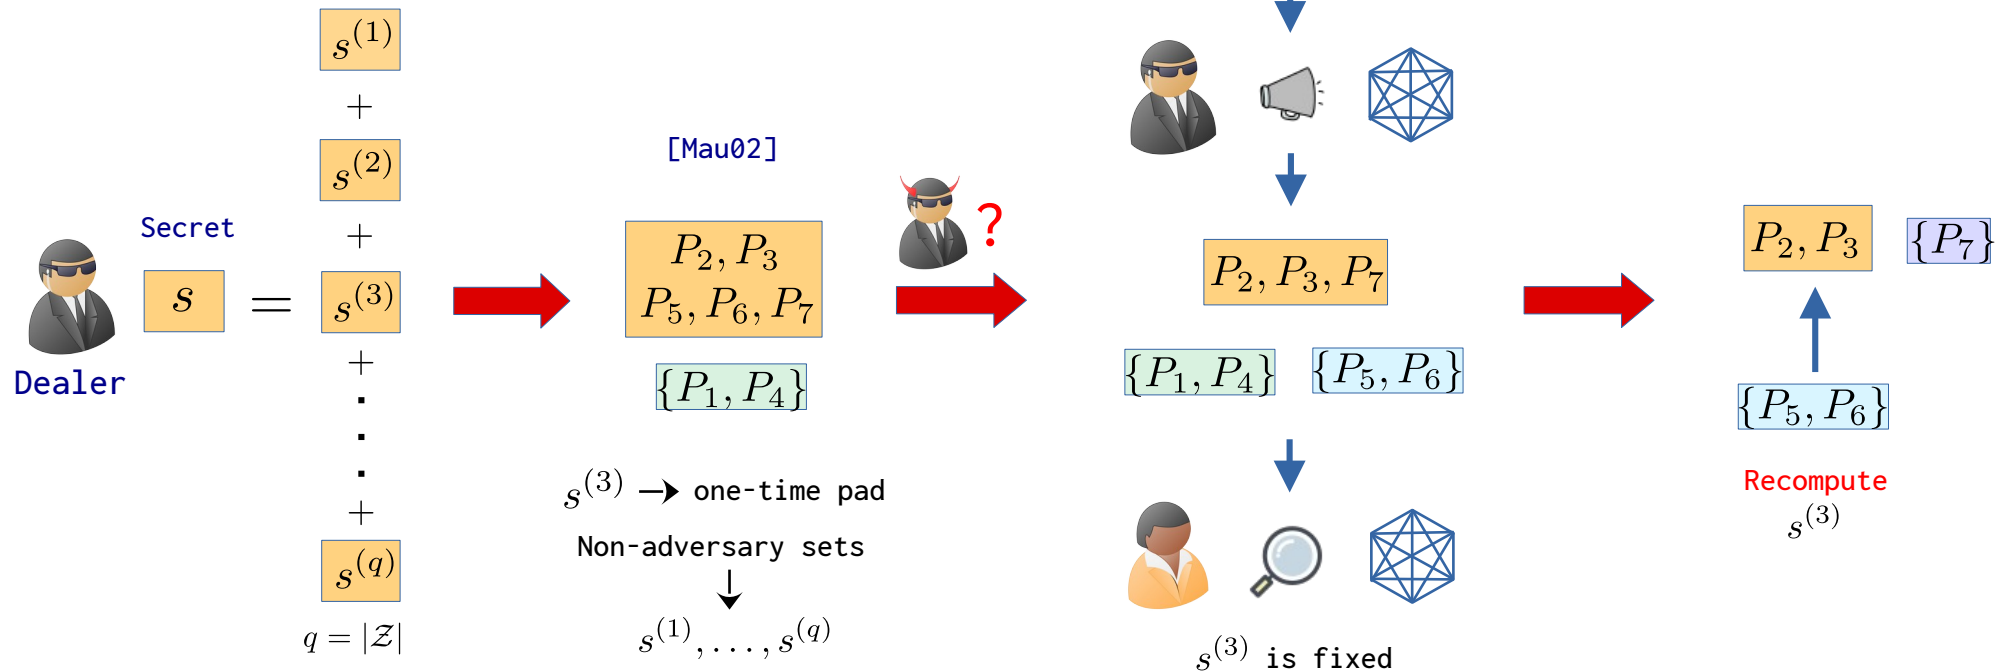 s^{(1)}
+
s^{(2)}
+
Secret
Dealer
s = s^{(3)}
+
.
.
.
+
s^{(q)}
q = |𝒵|
[Mau02]
P_2, P_3
P_5, P_6, P_7
{P_1, P_4}
s^{(3)} → one-time pad
Non-adversary sets
s^{(1)}, ..., s^{(q)}
?
P_2, P_3, P_7
{P_1, P_4} {P_5, P_6}
s^{(3)} is fixed
P_2, P_3 {P_7}
{P_5, P_6}
Recompute
s^{(3)}